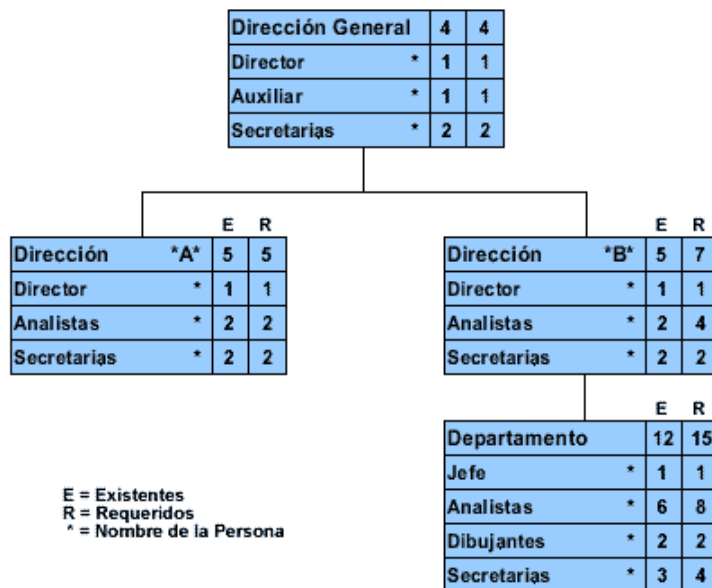 Dirección General 4 4
Director * 1 1
Auxiliar * 1 1
Secretarias * 2 2
E R
Dirección *A* 5 5
Director * 1 1
Analistas * 2 2
Secretarias * 2 2
E R
Dirección *B* 5 7
Director * 1 1
Analistas * 2 4
Secretarias * 2 2
E R
Departamento 12 15
Jefe * 1 1
Analistas * 6 8
Dibujantes * 2 2
Secretarias * 3 4
E = Existentes
R = Requeridos
* = Nombre de la Persona